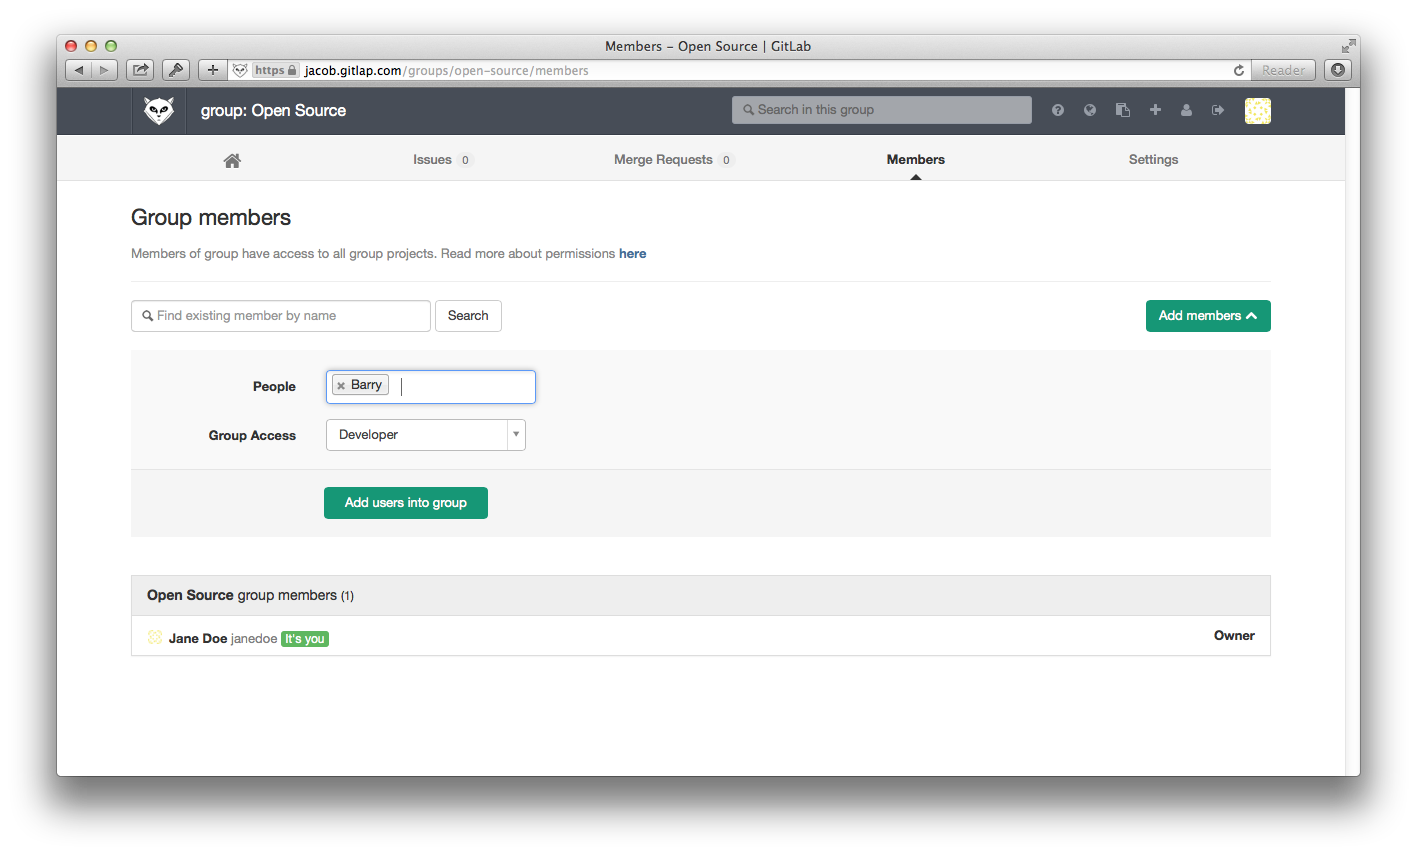 Members – Open Source | GitLab
https jacob.gitlap.com/groups/open-source/members Reader
group: Open Source Search in this group
Issues 0 Merge Requests 0 Members Settings
Group members
Members of group have access to all group projects. Read more about permissions here
Find existing member by name Search Add members
People Barry
Group Access Developer
Add users into group
Open Source group members (1)
Jane Doe janedoe It's you Owner